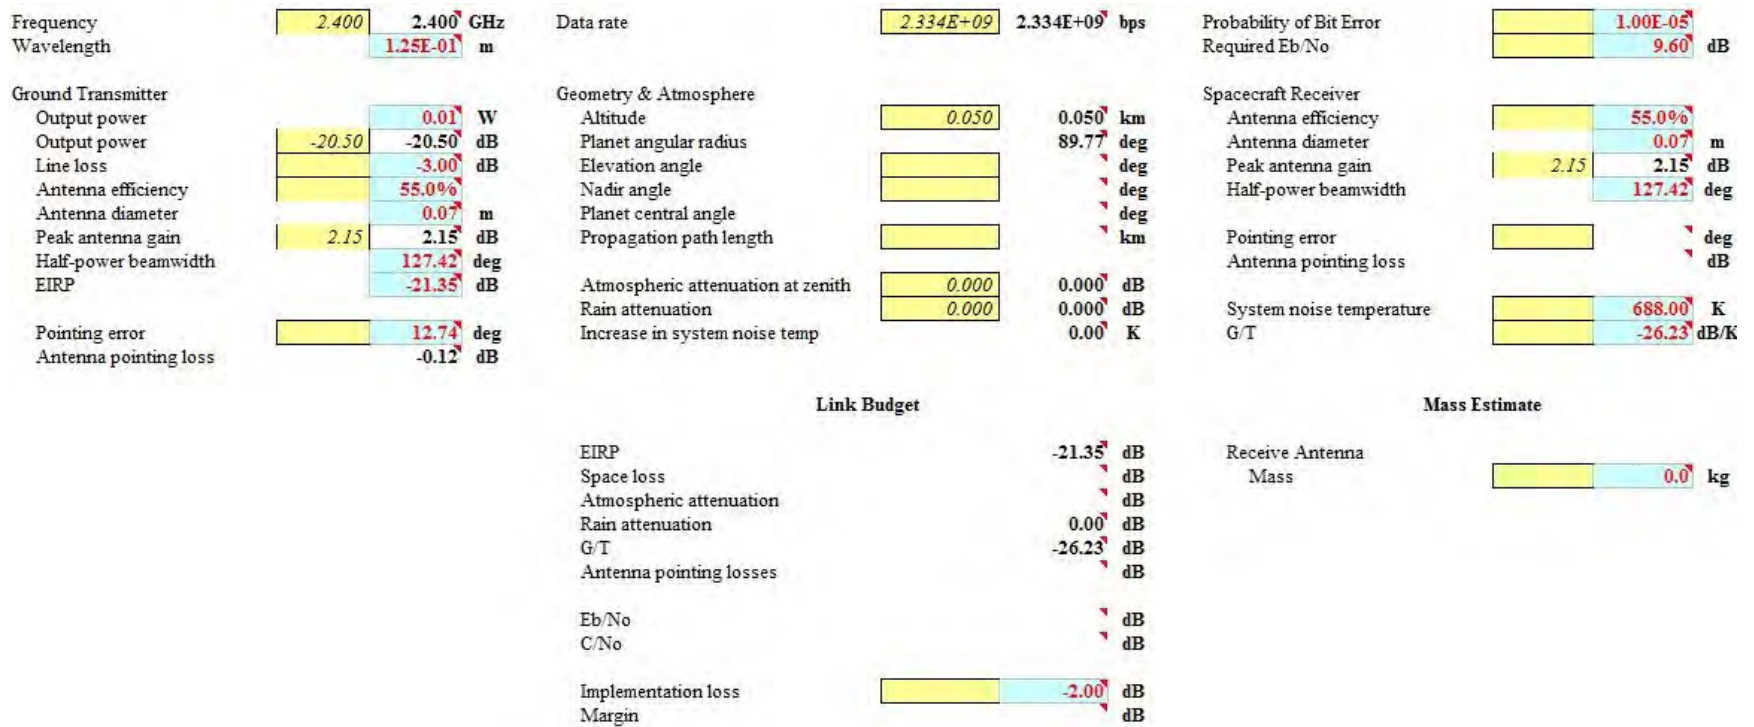 Frequency 2.400 2.400 GHz Data rate 2.334E+09 2.334E+09 bps Probability of Bit Error 1.00E-05
Wavelength 1.25E-01 m Required Eb/No 9.60 dB
Ground Transmitter Geometry & Atmosphere Spacecraft Receiver
Output power 0.01 W Altitude 0.050 0.050 km Antenna efficiency 55.0%
Output power -20.50 -20.50 dB Planet angular radius 89.77 deg Antenna diameter 0.07 m
Line loss -3.00 dB Elevation angle deg Peak antenna gain 2.15 2.15 dB
Antenna efficiency 55.0% Nadir angle deg Half-power beamwidth 127.42 deg
Antenna diameter 0.07 m Planet central angle deg
Peak antenna gain 2.15 2.15 dB Propagation path length km Pointing error deg
Half-power beamwidth 127.42 deg Antenna pointing loss dB
EIRP -21.35 dB Atmospheric attenuation at zenith 0.000 0.000 dB
Rain attenuation 0.000 0.000 dB System noise temperature 688.00 K
Pointing error 12.74 deg Increase in system noise temp 0.00 K G/T -26.23 dB/K
Antenna pointing loss -0.12 dB
Link Budget Mass Estimate
EIRP -21.35 dB Receive Antenna
Space loss dB Mass 0.0 kg
Atmospheric attenuation dB
Rain attenuation 0.00 dB
G/T -26.23 dB
Antenna pointing losses dB
Eb/No dB
C/No dB
Implementation loss -2.00 dB
Margin dB